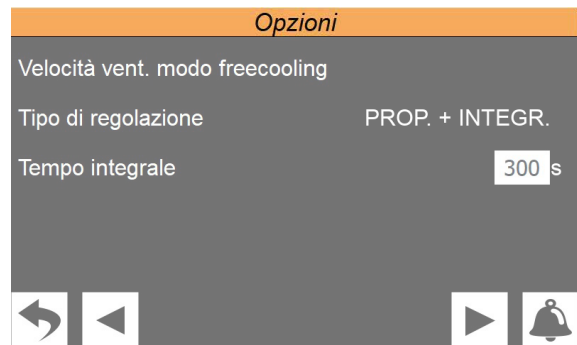 Opzioni
Velocità vent. modo freecooling
Tipo di regolazione PROP. + INTEGR.
Tempo integrale 300 s